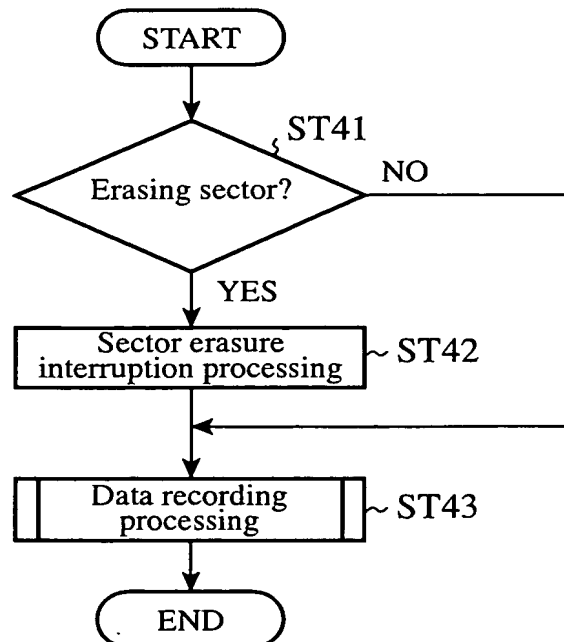 START
ST41
Erasing sector?
NO
YES
Sector erasure
interruption processing
ST42
Data recording
processing
ST43
END